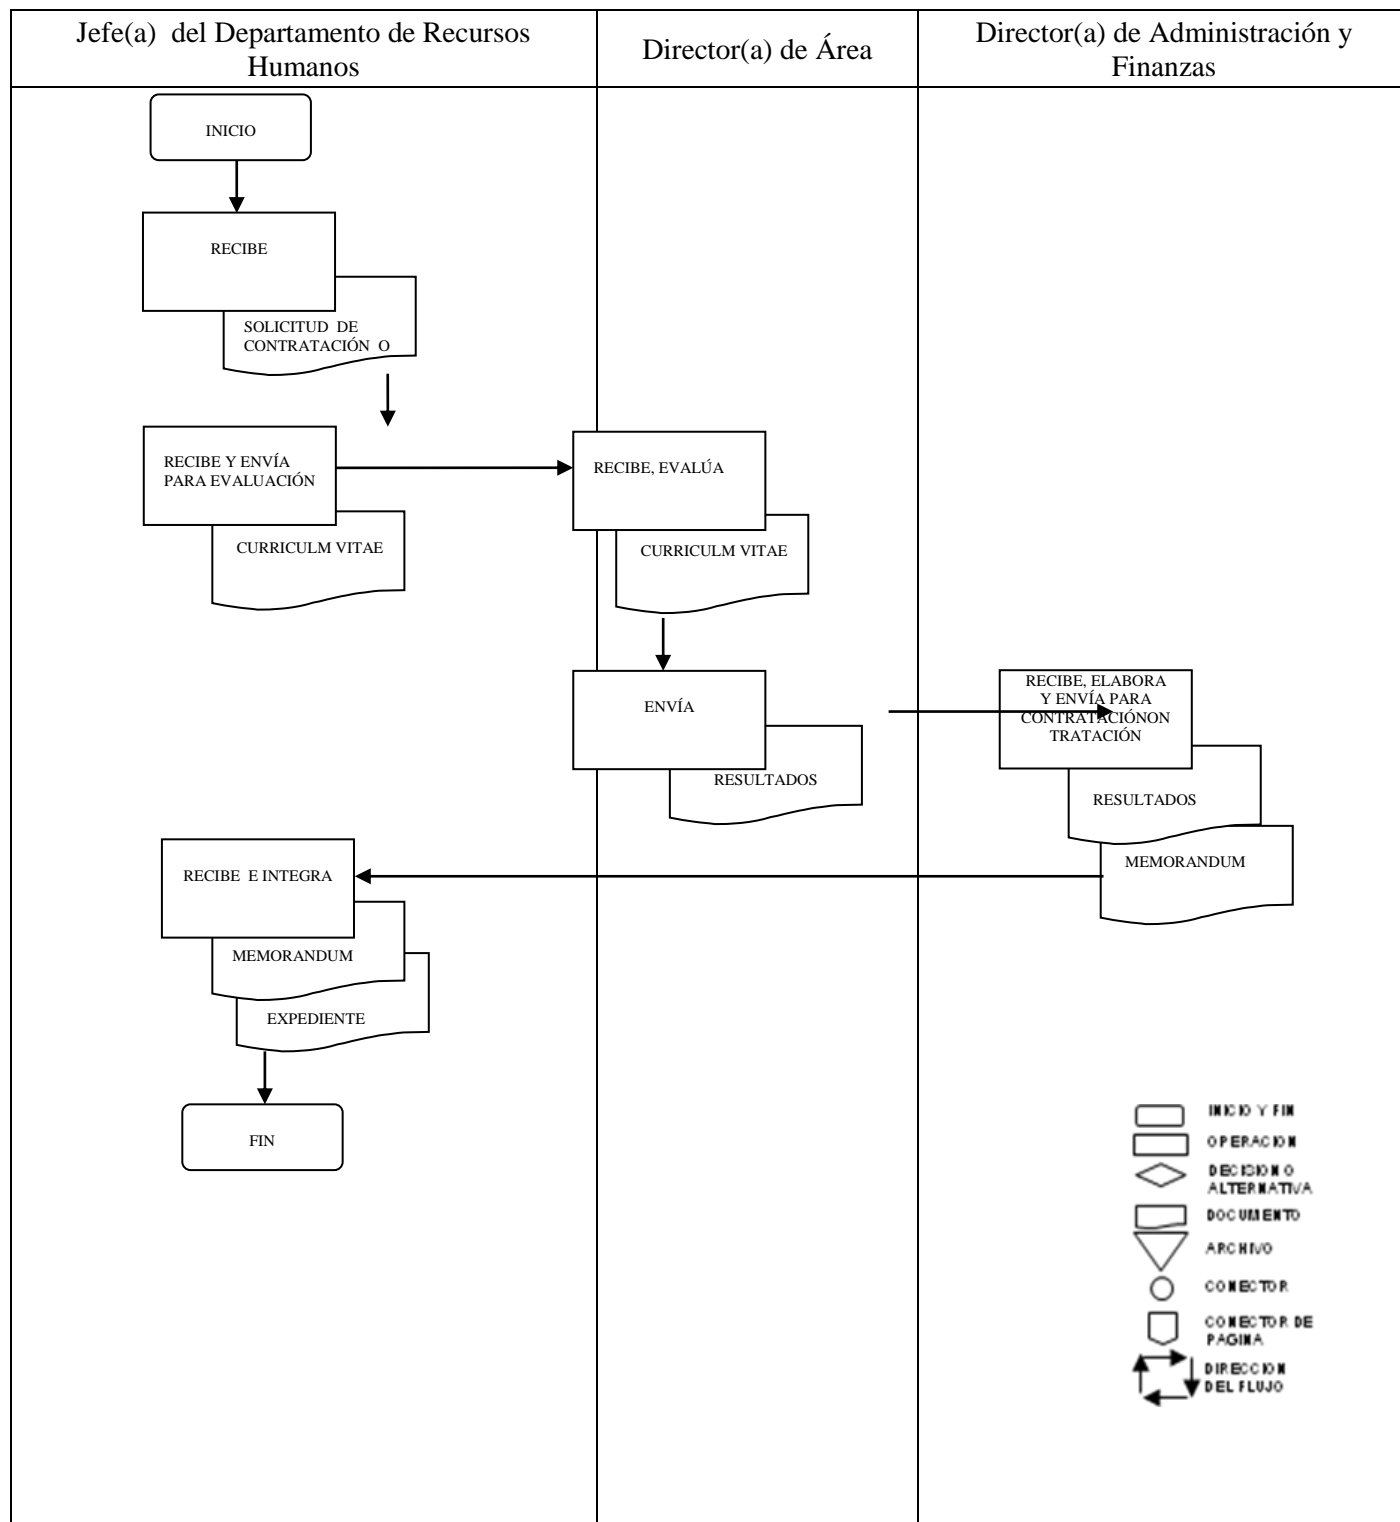 Jefe(a) del Departamento de Recursos
Humanos
Director(a) de Área
Director(a) de Administración y
Finanzas
INICIO
RECIBE
SOLICITUD DE
CONTRATACIÓN O
RECIBE Y ENVÍA
PARA EVALUACIÓN
CURRICULM VITAE
RECIBE, EVALÚA
CURRICULM VITAE
ENVÍA
RESULTADOS
RECIBE, ELABORA
Y ENVÍA PARA
CONTRATACIÓNON
TRATACIÓN
RESULTADOS
MEMORANDUM
RECIBE E INTEGRA
MEMORANDUM
EXPEDIENTE
FIN
INICIO Y FIN
OPERACION
DECISION O
ALTERNATIVA
DOCUMENTO
ARCHIVO
CONECTOR
CONECTOR DE
PAGINA
DIRECCION
DEL FLUJO